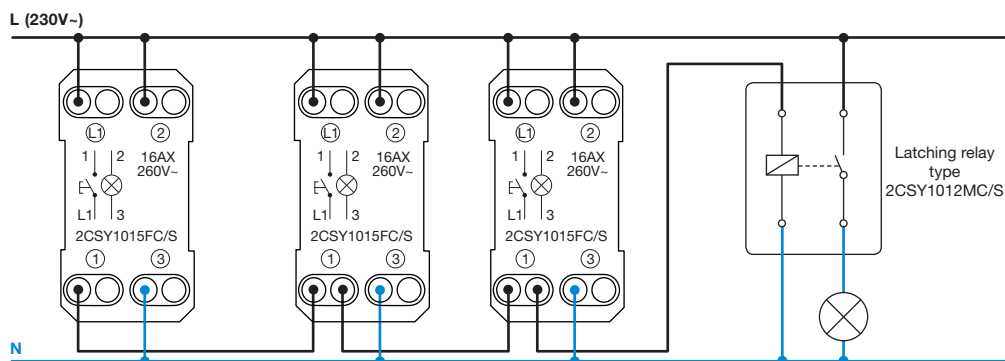 L (230V~)
L1
2
1 2
16AX
260V~
L1 3
2CSY1015FC/S
1
3
L1
2
1 2
16AX
260V~
L1 3
2CSY1015FC/S
1
3
L1
2
1 2
16AX
260V~
L1 3
2CSY1015FC/S
1
3
Latching relay
type
2CSY1012MC/S
N